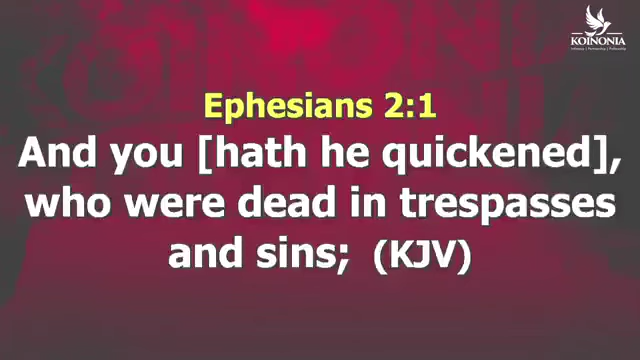 KOINONIA
Ephesians 2:1
And you [hath he quickened],
who were dead in trespasses
and sins;  (KJV)